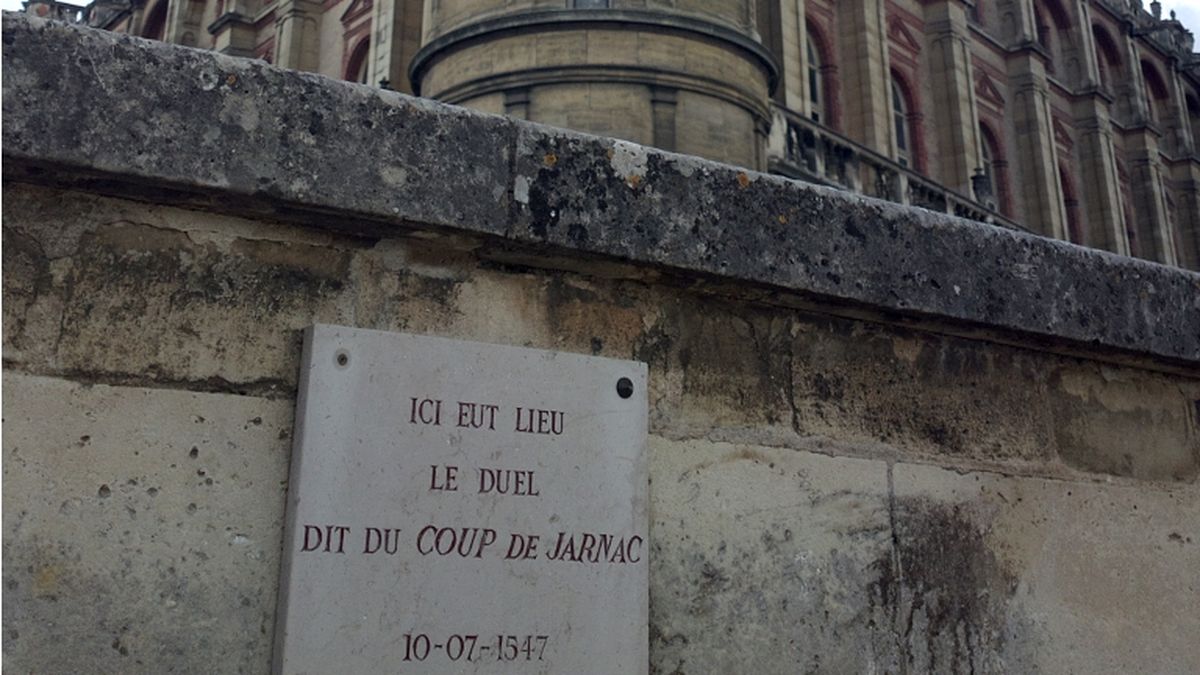 ICI EUT LIEU
LE DUEL
DIT DU COUP DE JARNAC
10-07-1547